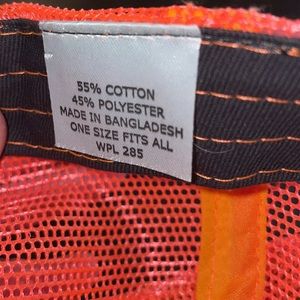 55% COTTON
45% POLYESTER
MADE IN BANGLADESH
ONE SIZE FITS ALL
WPL 285